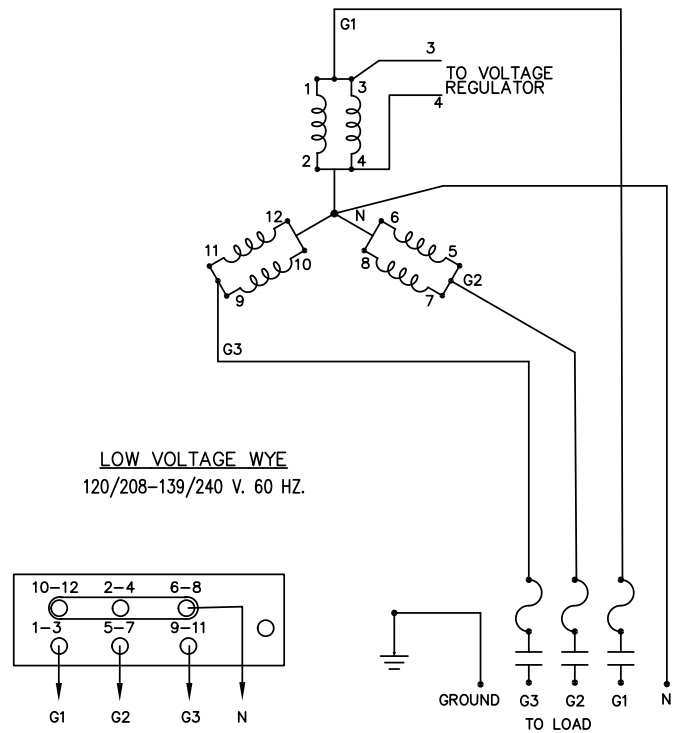 G1
3
TO VOLTAGE
REGULATOR
4
1 3
2 4
N
12 6
11 5
10 8
9 7
G2
G3
LOW VOLTAGE WYE
120/208–139/240 V. 60 HZ.
10–12 2–4 6–8
1–3 5–7 9–11
G1 G2 G3 N
GROUND G3 G2 G1 N
TO LOAD